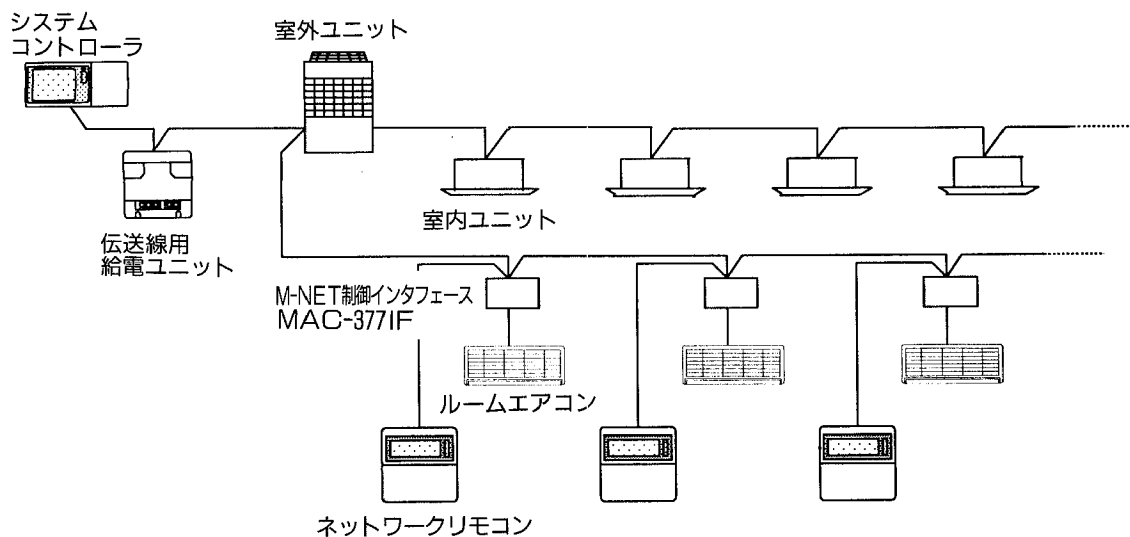 システム
コントローラ
室外ユニット
室内ユニット
伝送線用
給電ユニット
M-NET制御インタフェース
MAC-377IF
ルームエアコン
ネットワークリモコン